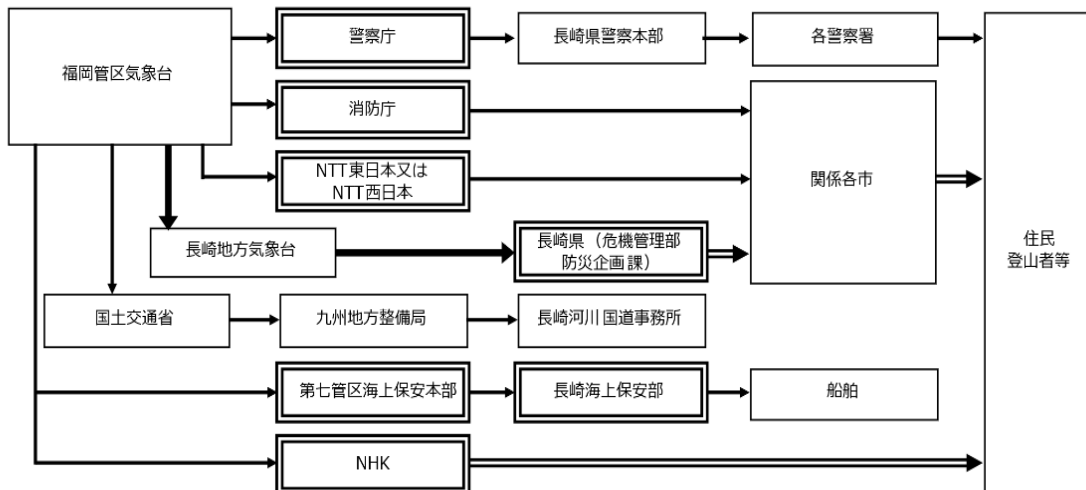 警察庁
長崎県警察本部
各警察署
福岡管区気象台
消防庁
NTT東日本又は
NTT西日本
関係各市
長崎地方気象台
長崎県（危機管理部
防災企画課）
住民
登山者等
国土交通省
九州地方整備局
長崎河川国道事務所
第七管区海上保安本部
長崎海上保安部
船舶
NHK